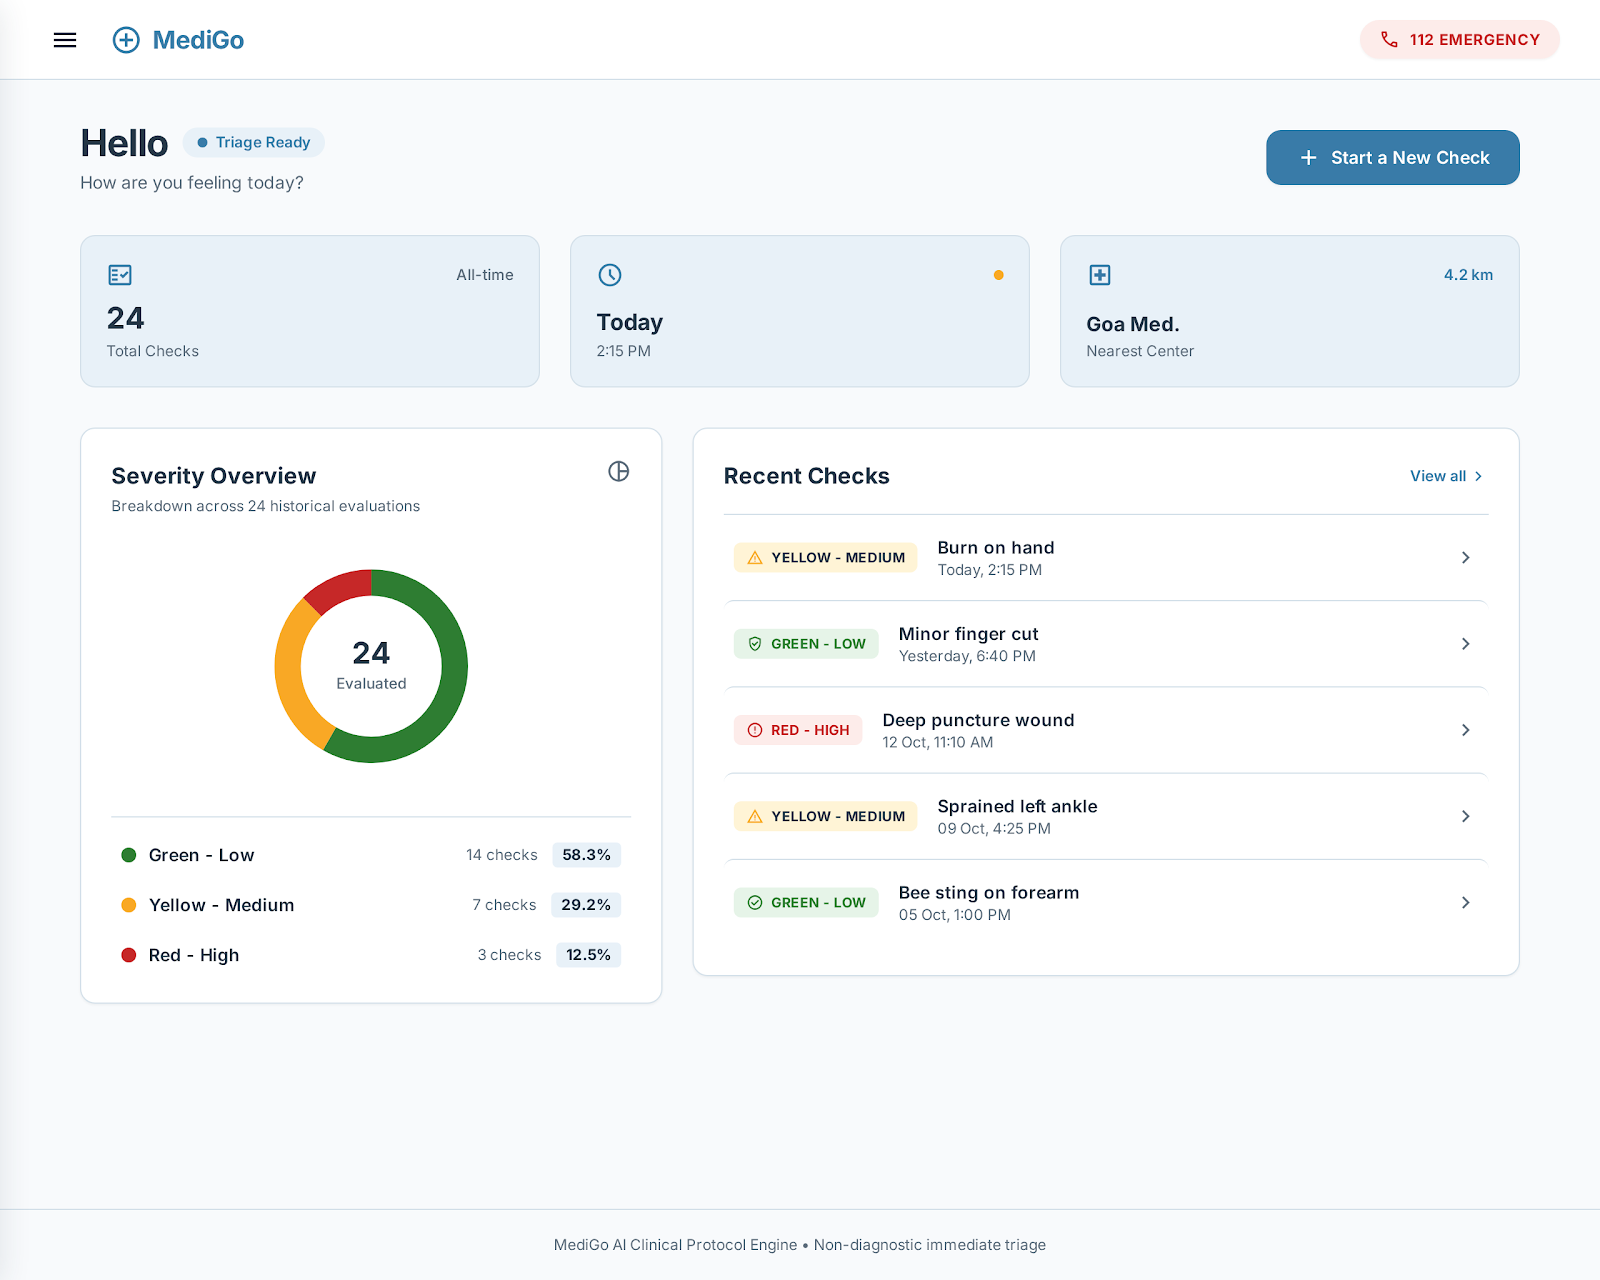 MediGo
112 EMERGENCY
Hello
Triage Ready
How are you feeling today?
Start a New Check
All-time
24
Total Checks
Today
2:15 PM
4.2 km
Goa Med.
Nearest Center
Severity Overview
Breakdown across 24 historical evaluations
24
Evaluated
Green - Low 14 checks 58.3%
Yellow - Medium 7 checks 29.2%
Red - High 3 checks 12.5%
Recent Checks
View all
YELLOW - MEDIUM
Burn on hand
Today, 2:15 PM
GREEN - LOW
Minor finger cut
Yesterday, 6:40 PM
RED - HIGH
Deep puncture wound
12 Oct, 11:10 AM
YELLOW - MEDIUM
Sprained left ankle
09 Oct, 4:25 PM
GREEN - LOW
Bee sting on forearm
05 Oct, 1:00 PM
MediGo AI Clinical Protocol Engine • Non-diagnostic immediate triage